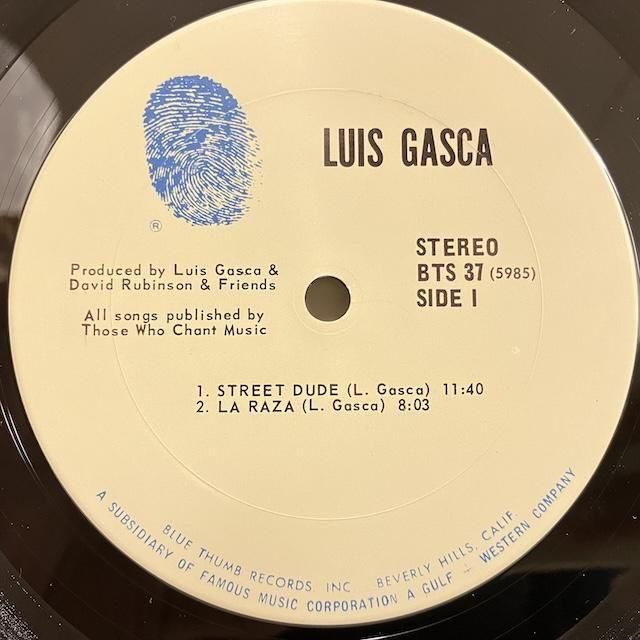 LUIS GASCA
®
STEREO
BTS 37 (5985)
SIDE I
Produced by Luis Gasca &
David Rubinson & Friends
All songs published by
Those Who Chant Music
1. STREET DUDE (L. Gasca) 11:40
2. LA RAZA (L. Gasca) 8:03
BLUE THUMB RECORDS, INC BEVERLY HILLS, CALIF.
A SUBSIDIARY OF FAMOUS MUSIC CORPORATION A GULF + WESTERN COMPANY